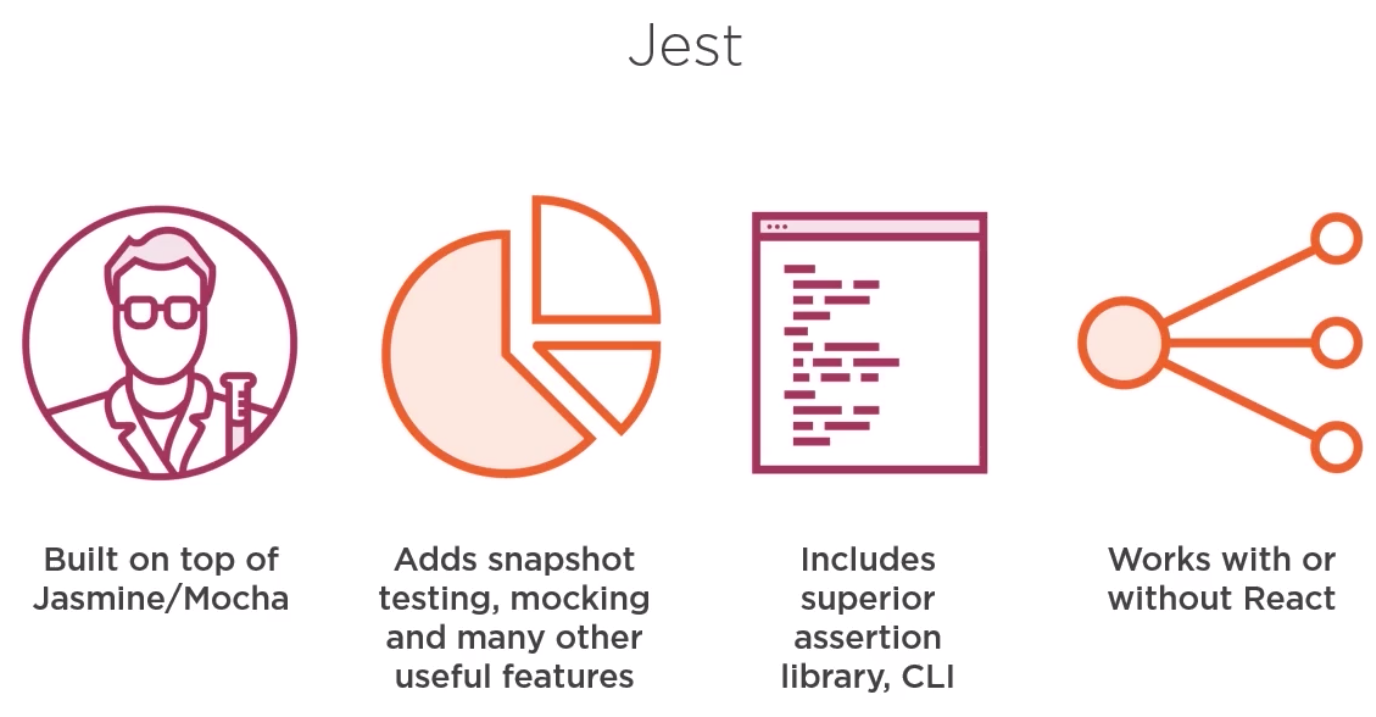 Jest
Built on top of
Jasmine/Mocha
Adds snapshot
testing, mocking
and many other
useful features
Includes
superior
assertion
library, CLI
Works with or
without React